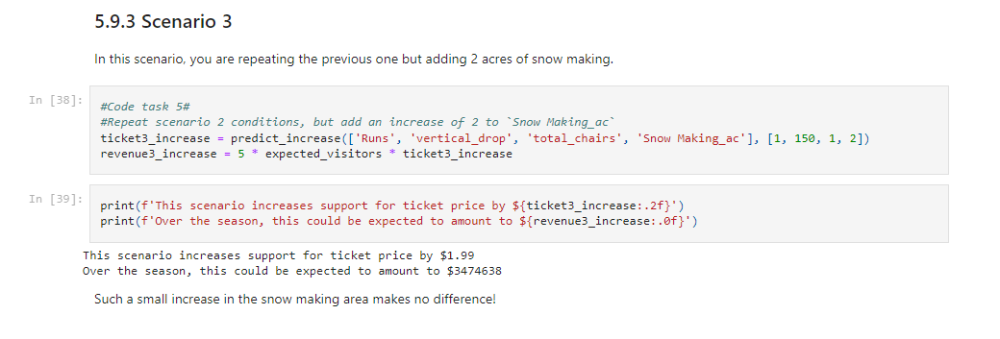 5.9.3 Scenario 3
In this scenario, you are repeating the previous one but adding 2 acres of snow making.
In [38]:
#Code task 5#
#Repeat scenario 2 conditions, but add an increase of 2 to `Snow Making_ac`
ticket3_increase = predict_increase(['Runs', 'vertical_drop', 'total_chairs', 'Snow Making_ac'], [1, 150, 1, 2])
revenue3_increase = 5 * expected_visitors * ticket3_increase
In [39]:
print(f'This scenario increases support for ticket price by ${ticket3_increase:.2f}')
print(f'Over the season, this could be expected to amount to ${revenue3_increase:.0f}')
This scenario increases support for ticket price by $1.99
Over the season, this could be expected to amount to $3474638
Such a small increase in the snow making area makes no difference!